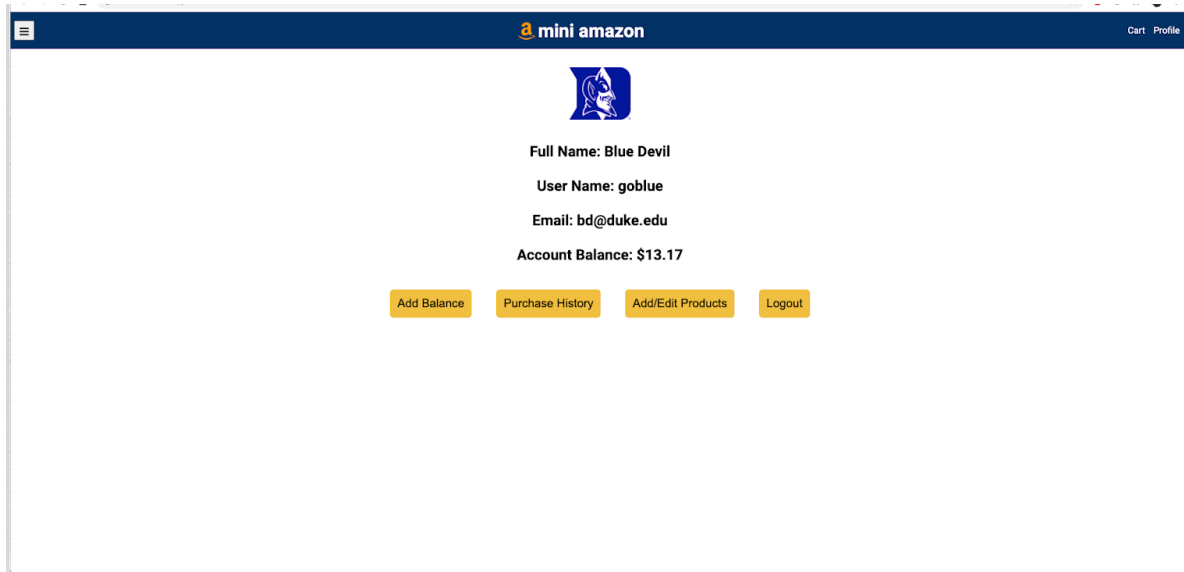 mini amazon
Cart Profile
Full Name: Blue Devil
User Name: goblue
Email: bd@duke.edu
Account Balance: $13.17
Add Balance Purchase History Add/Edit Products Logout